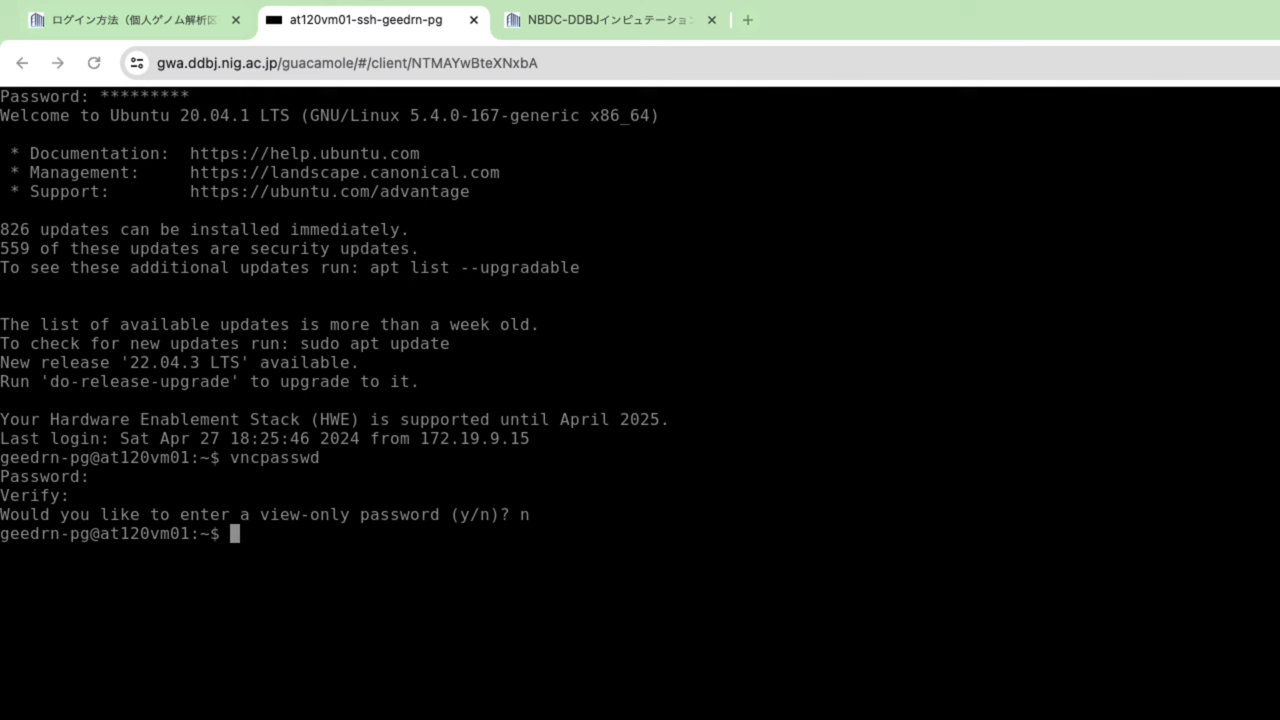 ログイン方法（個人ゲノム解析区
at120vm01-ssh-geedrn-pg
NBDC-DDBJインピュテーショ
gwa.ddbj.nig.ac.jp/guacamole/#/client/NTMAYwBteXNxbA
Password: *********
Welcome to Ubuntu 20.04.1 LTS (GNU/Linux 5.4.0-167-generic x86_64)
* Documentation:  https://help.ubuntu.com
* Management:     https://landscape.canonical.com
* Support:        https://ubuntu.com/advantage
826 updates can be installed immediately.
559 of these updates are security updates.
To see these additional updates run: apt list --upgradable
The list of available updates is more than a week old.
To check for new updates run: sudo apt update
New release '22.04.3 LTS' available.
Run 'do-release-upgrade' to upgrade to it.
Your Hardware Enablement Stack (HWE) is supported until April 2025.
Last login: Sat Apr 27 18:25:46 2024 from 172.19.9.15
geedrn-pg@at120vm01:~$ vncpasswd
Password:
Verify:
Would you like to enter a view-only password (y/n)? n
geedrn-pg@at120vm01:~$